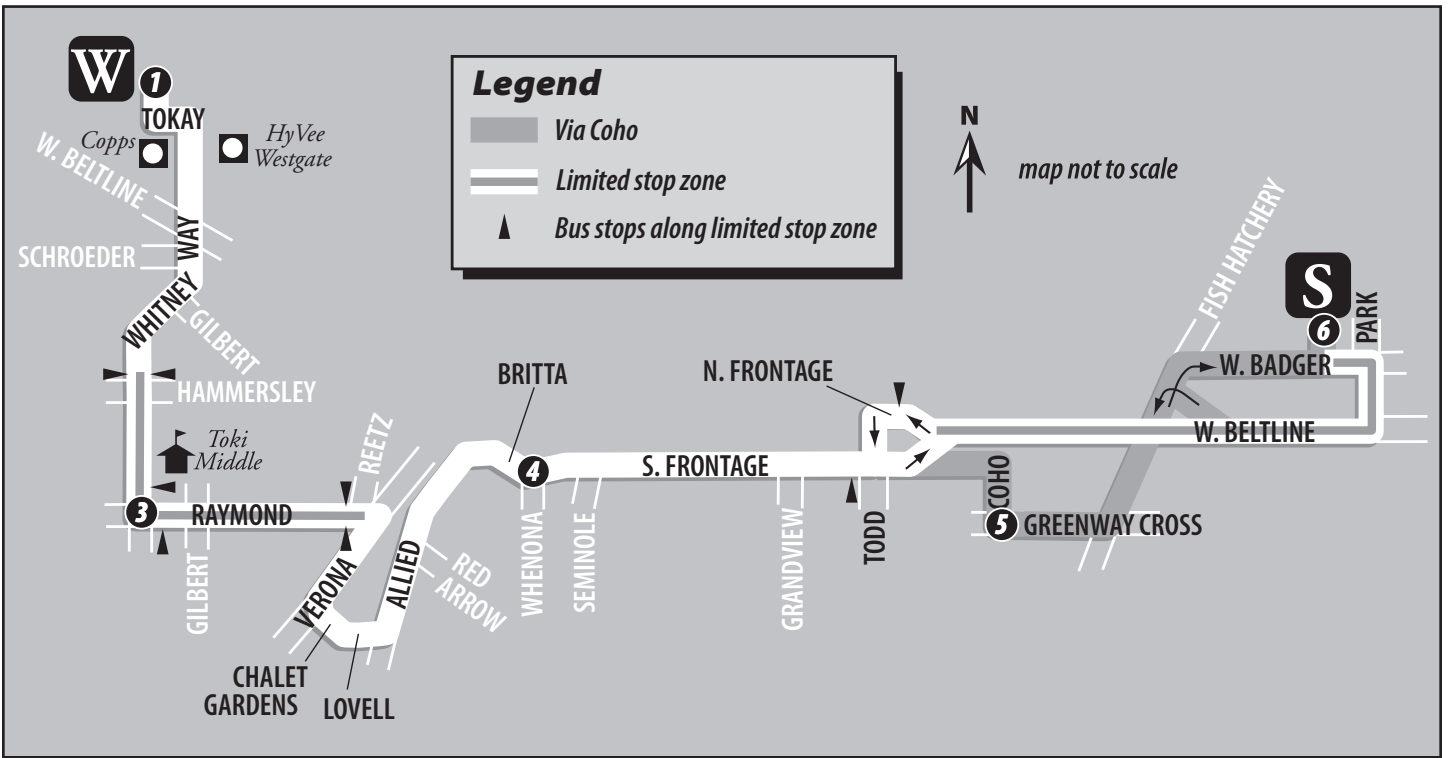 W
1
TOKAY
Copps
HyVee
Westgate
W. BELTLINE
WAY
SCHROEDER
WHITNEY
GILBERT
HAMMERSLEY
Toki
Middle
REETZ
3
RAYMOND
GILBERT
VERONA
ALLIED
RED
ARROW
CHALET
GARDENS
LOVELL
Legend
Via Coho
Limited stop zone
Bus stops along limited stop zone
N
map not to scale
BRITTA
4
WHENONA
SEMINOLE
S. FRONTAGE
GRANDVIEW
N. FRONTAGE
TODD
COHO
5
GREENWAY CROSS
FISH HATCHERY
S
6
PARK
W. BADGER
W. BELTLINE